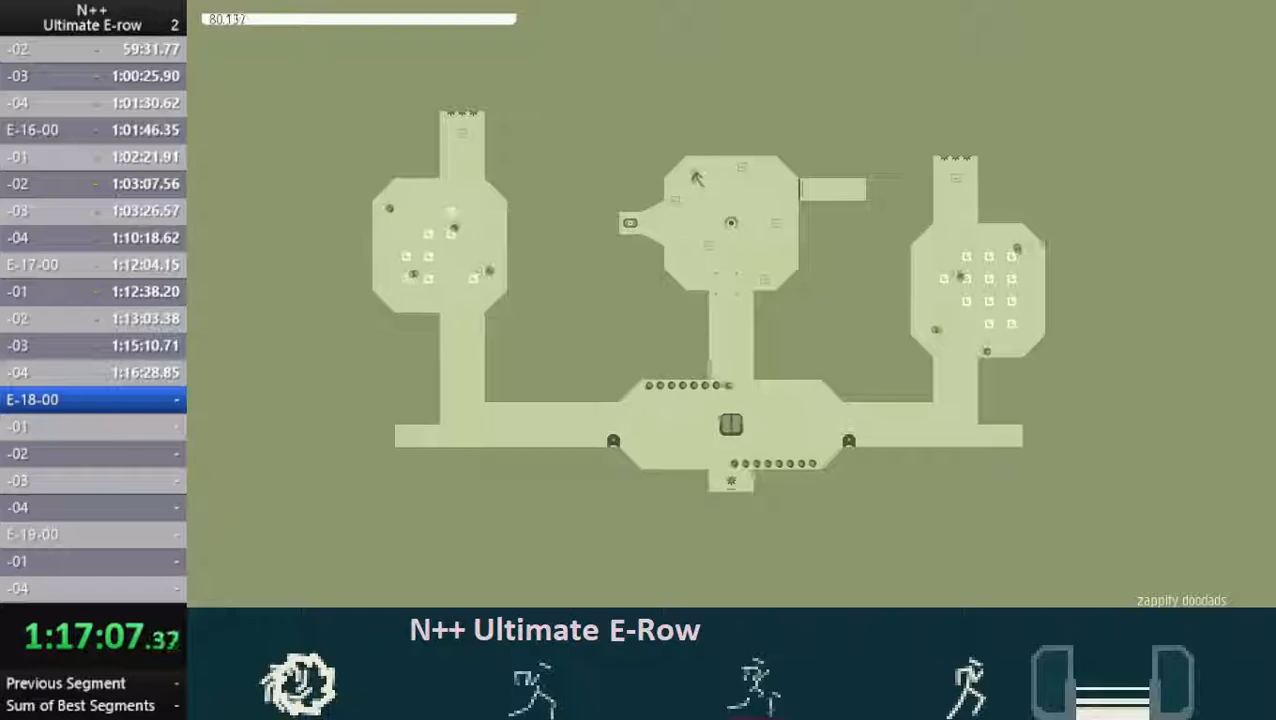 N++
Ultimate E-row 2
-02 - 59:31.77
-03 - 1:00:25.90
-04 - 1:01:30.62
E-16-00 - 1:01:46.35
-01 - 1:02:21.91
-02 - 1:03:07.56
-03 - 1:03:26.57
-04 - 1:10:18.62
E-17-00 - 1:12:04.15
-01 - 1:12:38.20
-02 - 1:13:03.38
-03 - 1:15:10.71
-04 - 1:16:28.85
E-18-00 -
-01 -
-02 -
-03 -
-04 -
E-19-00 -
-01 -
-04 -
1:17:07.37
Previous Segment -
Sum of Best Segments -
80.137
zappify doodads
N++ Ultimate E-Row